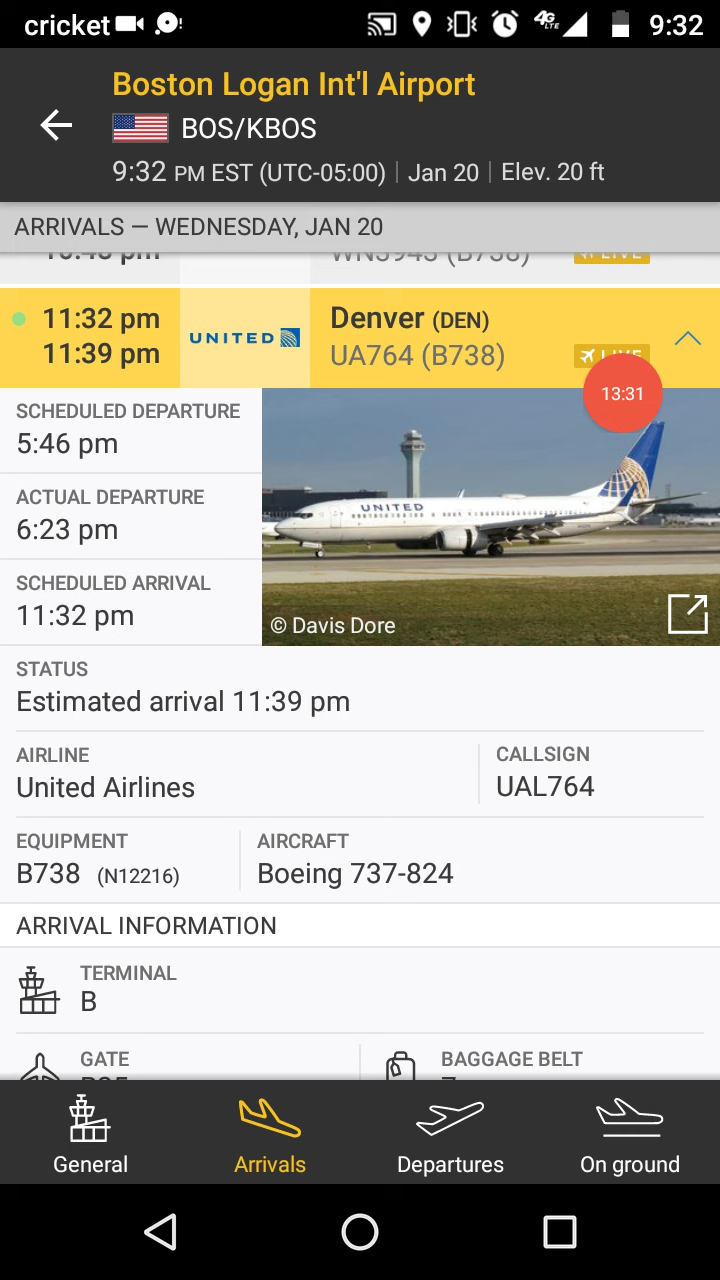 cricket
4G LTE
9:32
Boston Logan Int'l Airport
BOS/KBOS
9:32 PM EST (UTC-05:00) | Jan 20 | Elev. 20 ft
ARRIVALS — WEDNESDAY, JAN 20
11:32 pm
11:39 pm
UNITED
Denver (DEN)
UA764 (B738)
LIVE
13:31
SCHEDULED DEPARTURE
5:46 pm
ACTUAL DEPARTURE
6:23 pm
SCHEDULED ARRIVAL
11:32 pm
UNITED
© Davis Dore
STATUS
Estimated arrival 11:39 pm
AIRLINE
United Airlines
CALLSIGN
UAL764
EQUIPMENT
B738 (N12216)
AIRCRAFT
Boeing 737-824
ARRIVAL INFORMATION
TERMINAL
B
GATE
BAGGAGE BELT
General
Arrivals
Departures
On ground